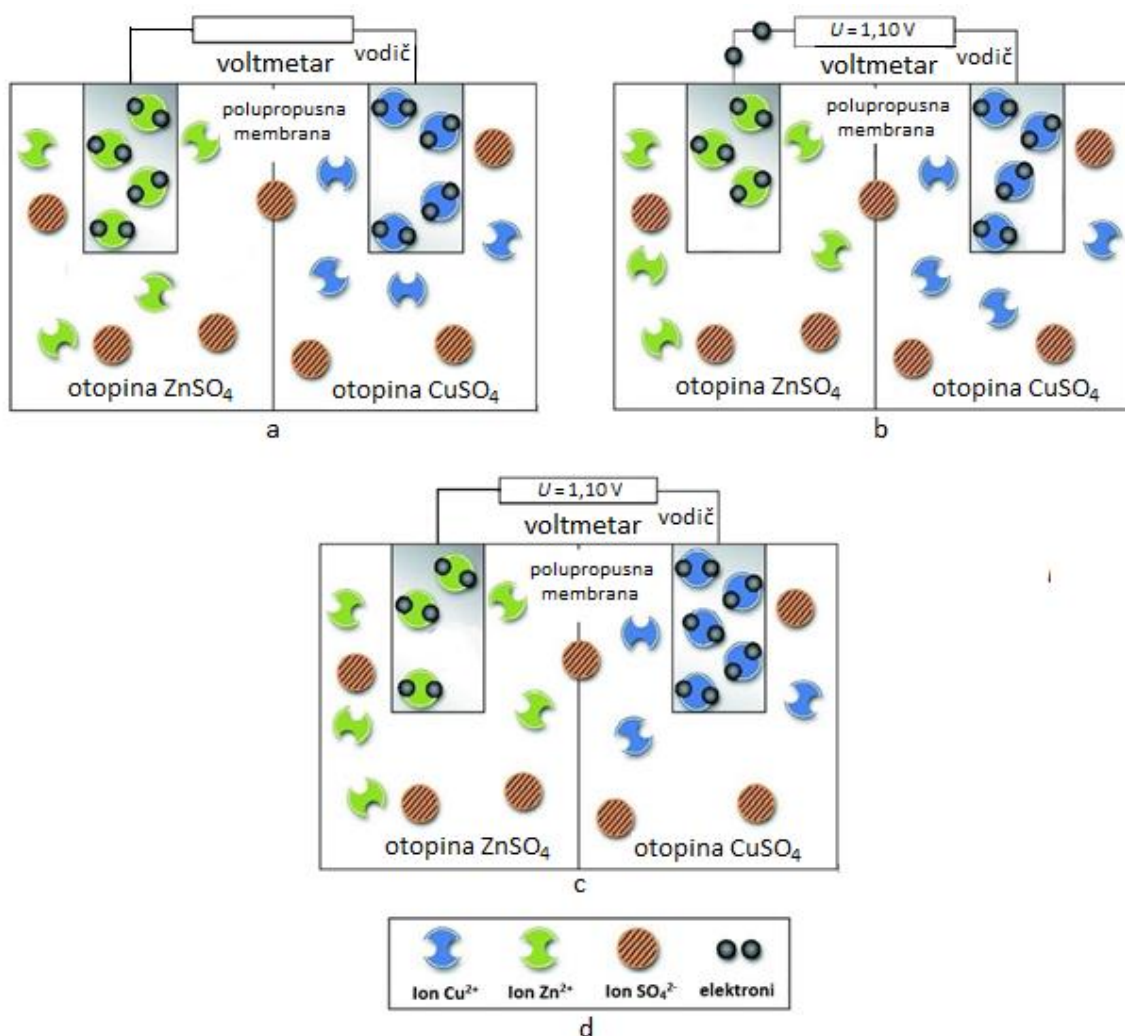 vodič
voltmetar
polupropusna
membrana
otopina ZnSO₄
otopina CuSO₄
a
U = 1,10 V
vodič
voltmetar
polupropusna
membrana
otopina ZnSO₄
otopina CuSO₄
b
U = 1,10 V
vodič
voltmetar
polupropusna
membrana
otopina ZnSO₄
otopina CuSO₄
c
Ion Cu²⁺
Ion Zn²⁺
Ion SO₄²⁻
elektroni
d